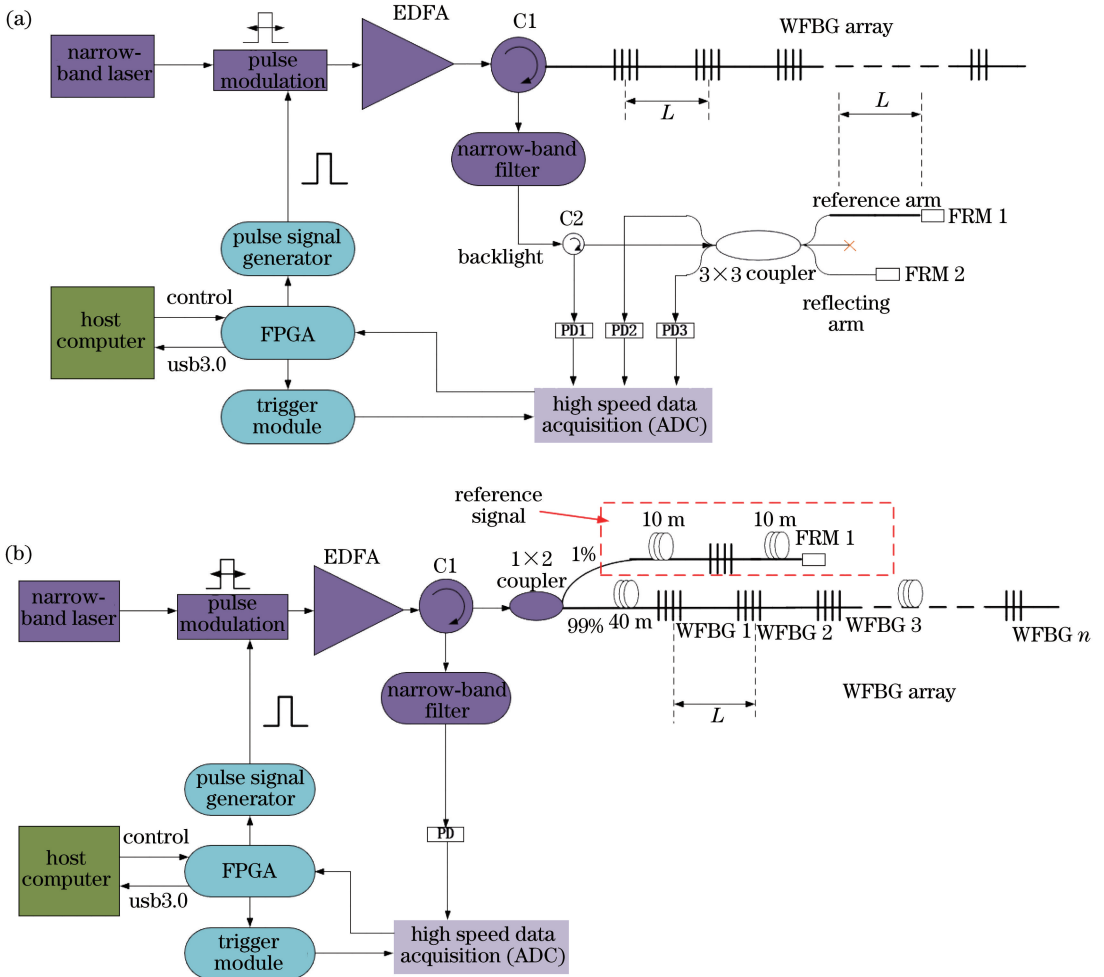 (a)
EDFA
C1
WFBG array
narrow-
band laser
pulse
modulation
L
L
narrow-band
filter
reference arm
FRM 1
C2
pulse signal
generator
backlight
3×3 coupler
FRM 2
reflecting
arm
control
host
computer
FPGA
usb3.0
PD1
PD2
PD3
trigger
module
high speed data
acquisition (ADC)
reference
signal
10 m
10 m
FRM 1
(b)
EDFA
C1
1×2
coupler
1%
narrow-
band laser
pulse
modulation
99%
40 m
WFBG 1
WFBG 2
WFBG 3
WFBG n
narrow-band
filter
L
WFBG array
pulse signal
generator
control
PD
host
computer
FPGA
usb3.0
trigger
module
high speed data
acquisition (ADC)